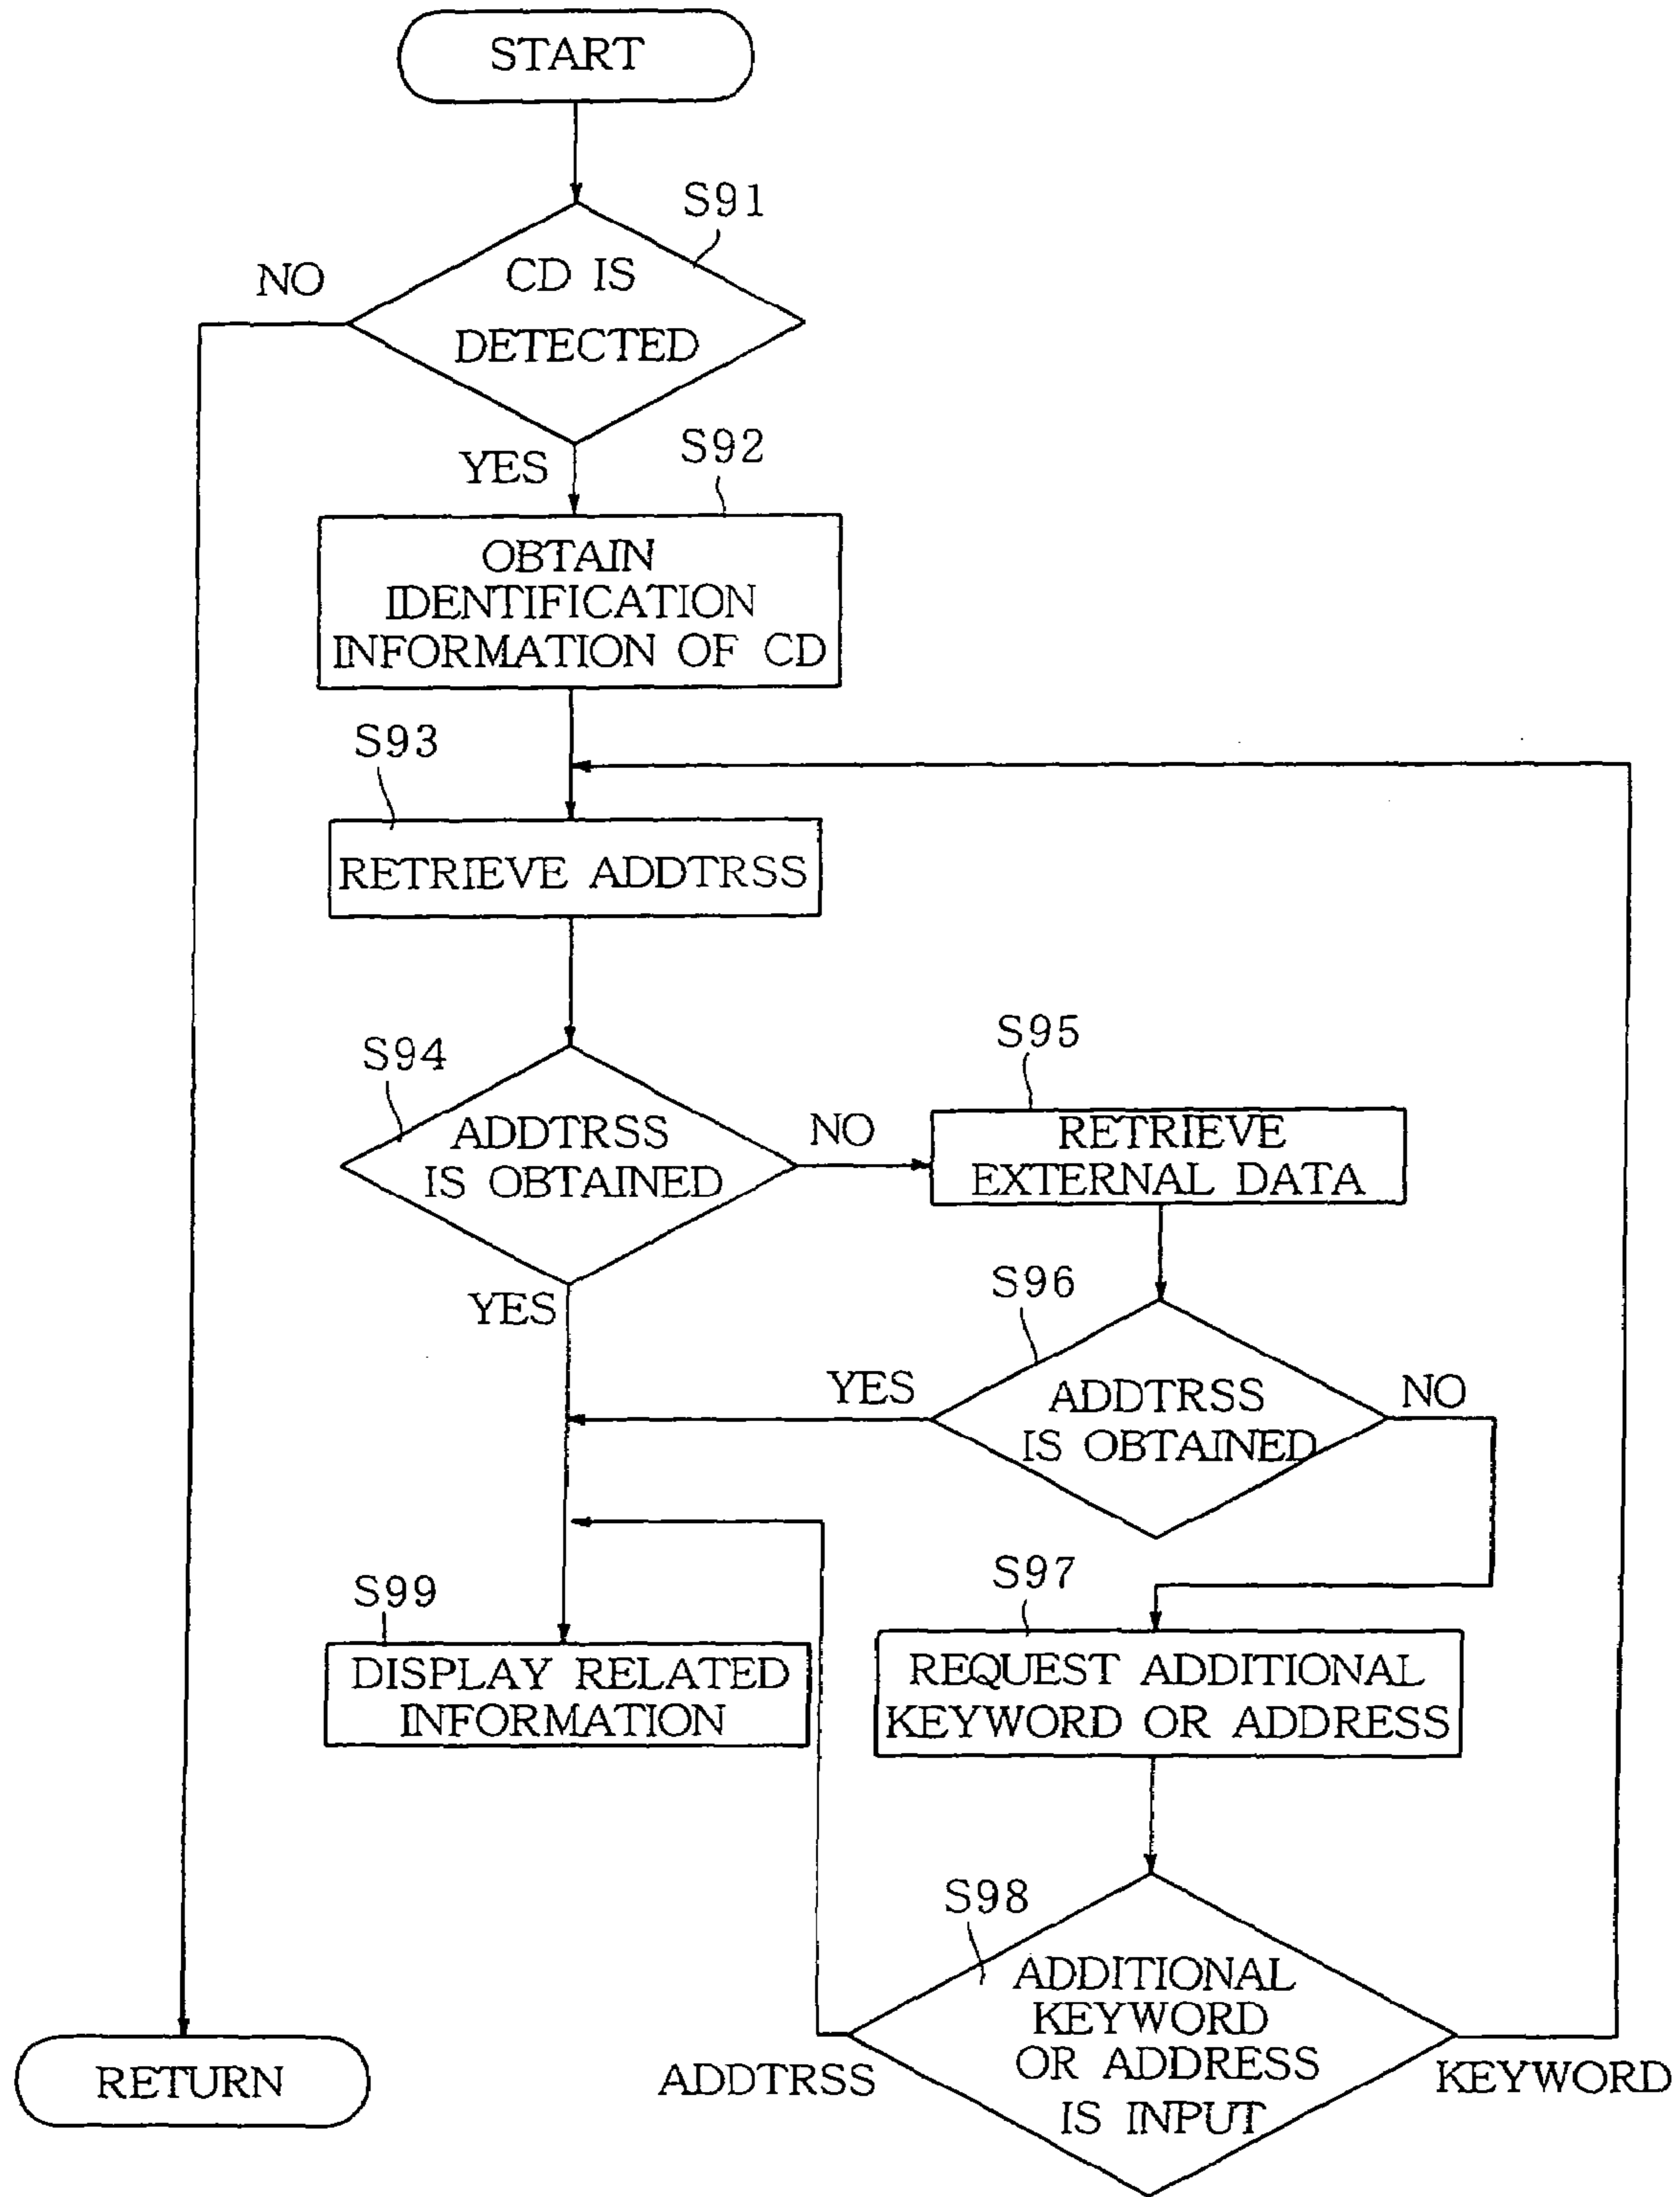 START
S91
NO
CD IS
DETECTED
YES
S92
OBTAIN
IDENTIFICATION
INFORMATION OF CD
S93
RETRIEVE ADDTRSS
S94
ADDTRSS
IS OBTAINED
NO
S95
RETRIEVE
EXTERNAL DATA
YES
S96
YES
ADDTRSS
IS OBTAINED
NO
S97
S99
DISPLAY RELATED
INFORMATION
REQUEST ADDITIONAL
KEYWORD OR ADDRESS
S98
ADDITIONAL
KEYWORD
OR ADDRESS
IS INPUT
ADDTRSS
KEYWORD
RETURN